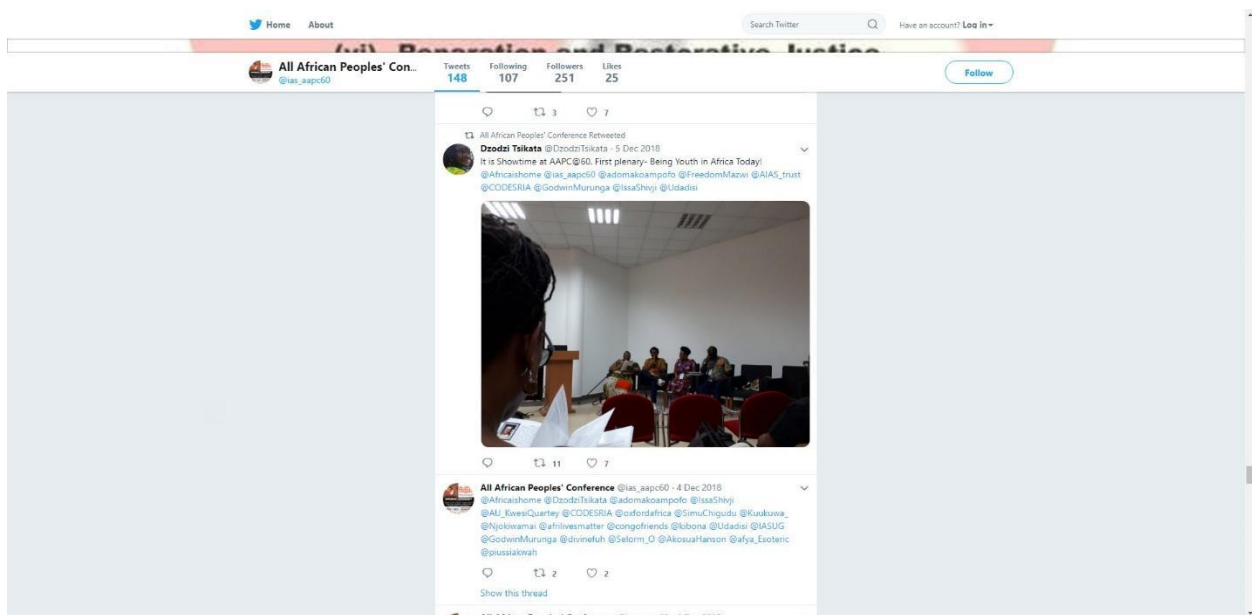 Home About Search Twitter Have an account? Log in
(vi) Reparation and Restorative Justice
All African Peoples' Con...
@ias_aapc60
Tweets Following Followers Likes
148 107 251 25
Follow
3 7
All African Peoples' Conference Retweeted
Dzodzi Tsikata @DzodziTsikata - 5 Dec 2018
It is Showtime at AAPC@60. First plenary- Being Youth in Africa Today!
@Africaishome @ias_aapc60 @adomakoampofo @FreedomMazwi @AIAS_trust
@CODESRIA @GodwinMurunga @IssaShivji @Udadisi
11 7
All African Peoples' Conference @ias_aapc60 - 4 Dec 2018
@Africaishome @DzodziTsikata @adomakoampofo @IssaShivji
@AU_KwesiQuartey @CODESRIA @oxfordafrica @SimuChigudu @Kuukuwa_
@Njokiwamai @afrilivesmatter @congofriends @kibona @Udadisi @IASUG
@GodwinMurunga @divinefuh @Selorm_O @AkosuaHanson @afya_Esoteric
@piussiakwah
2 2
Show this thread